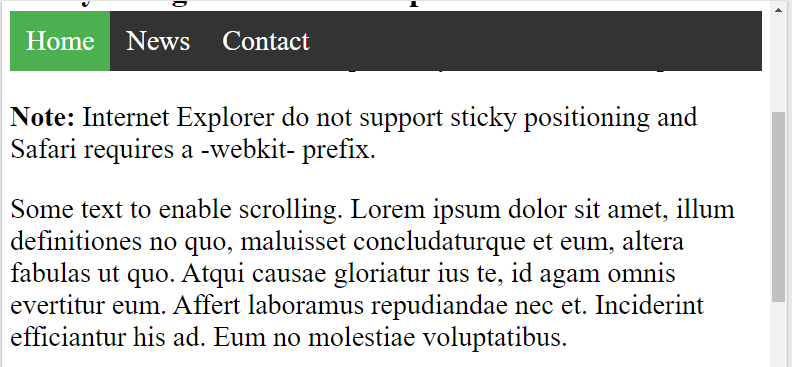 Home News Contact
Note: Internet Explorer do not support sticky positioning and
Safari requires a -webkit- prefix.
Some text to enable scrolling. Lorem ipsum dolor sit amet, illum
definitiones no quo, maluisset concludaturque et eum, altera
fabulas ut quo. Atqui causae gloriatur ius te, id agam omnis
evertitur eum. Affert laboramus repudiandae nec et. Inciderint
efficiantur his ad. Eum no molestiae voluptatibus.